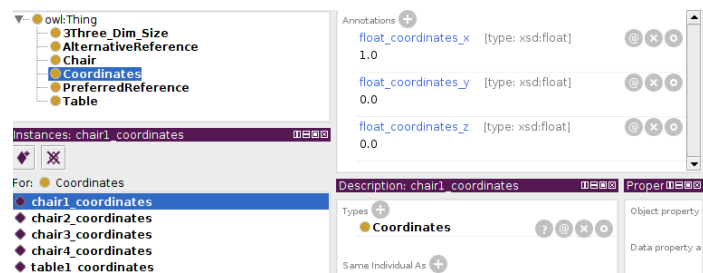 owl:Thing
3Three_Dim_Size
AlternativeReference
Chair
Coordinates
PreferredReference
Table
Instances: chair1_coordinates
For: Coordinates
chair1_coordinates
chair2_coordinates
chair3_coordinates
chair4_coordinates
table1_coordinates
Annotations
float_coordinates_x [type: xsd:float]
1.0
float_coordinates_y [type: xsd:float]
0.0
float_coordinates_z [type: xsd:float]
0.0
Description: chair1_coordinates
Types
Coordinates
Same Individual As
Proper
Object property
Data property a